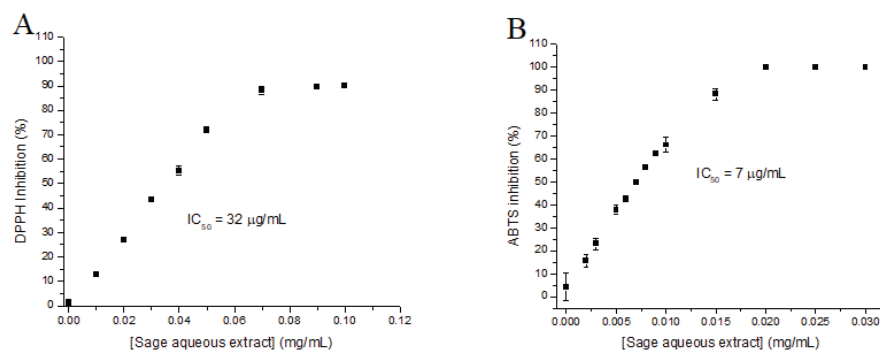 A
110
100
90
80
70
60
50
40
30
20
10
0
DPPH Inhibition (%)
IC50 = 32 µg/mL
0.00 0.02 0.04 0.06 0.08 0.10 0.12
[Sage aqueous extract] (mg/mL)
B
110
100
90
80
70
60
50
40
30
20
10
0
ABTS inhibition (%)
IC50 = 7 µg/mL
0.000 0.005 0.010 0.015 0.020 0.025 0.030
[Sage aqueous extract] (mg/mL)